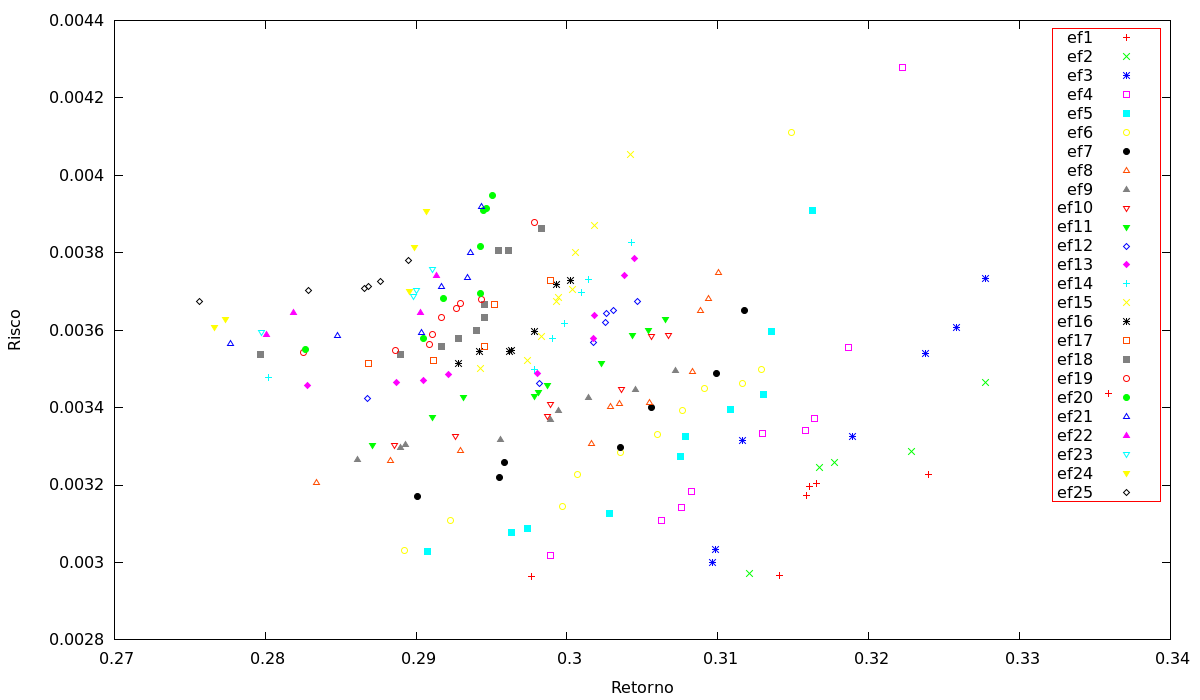 0.0044
0.0042
0.004
0.0038
0.0036
0.0034
0.0032
0.003
0.0028
0.27
0.28
0.29
0.3
0.31
0.32
0.33
0.34
Risco
Retorno
ef1
ef2
ef3
ef4
ef5
ef6
ef7
ef8
ef9
ef10
ef11
ef12
ef13
ef14
ef15
ef16
ef17
ef18
ef19
ef20
ef21
ef22
ef23
ef24
ef25